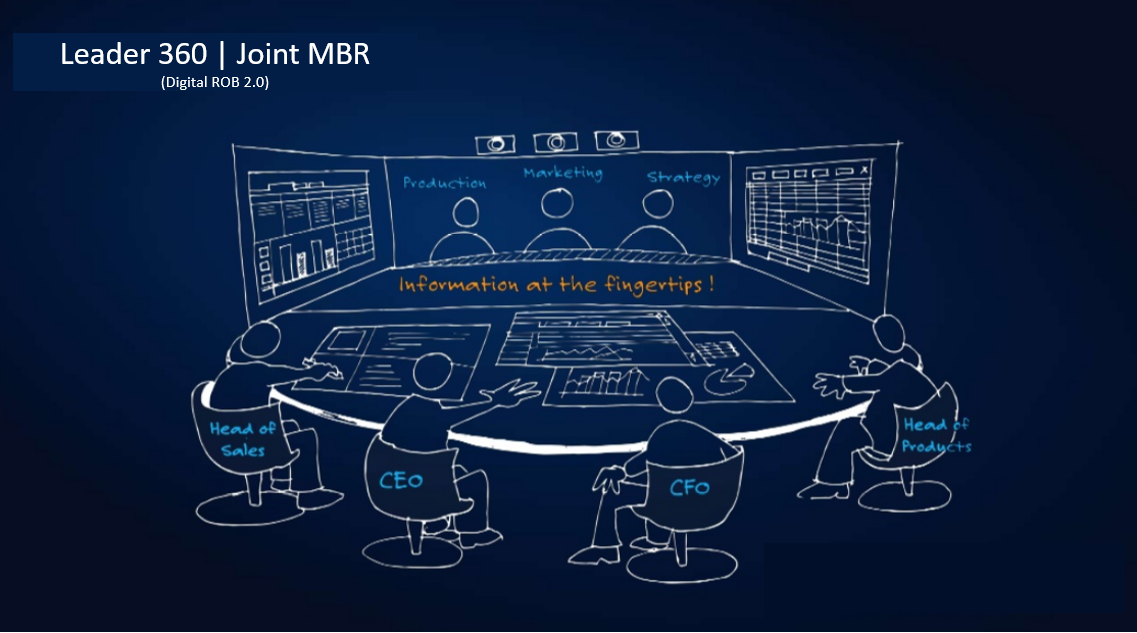 Leader 360 | Joint MBR
(Digital ROB 2.0)
Production
Marketing
Strategy
X
Information at the fingertips !
Head of
Sales
CEO
CFO
Head of
Products